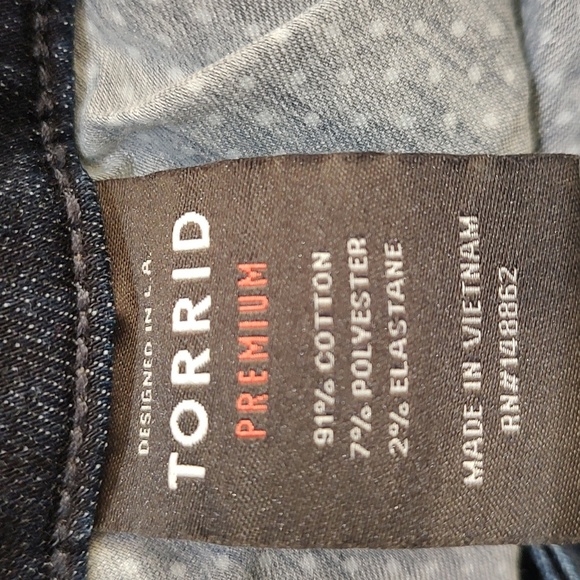 DESIGNED IN L.A.
TORRID
PREMIUM
91% COTTON
7% POLYESTER
2% ELASTANE
MADE IN VIETNAM
RN#148862